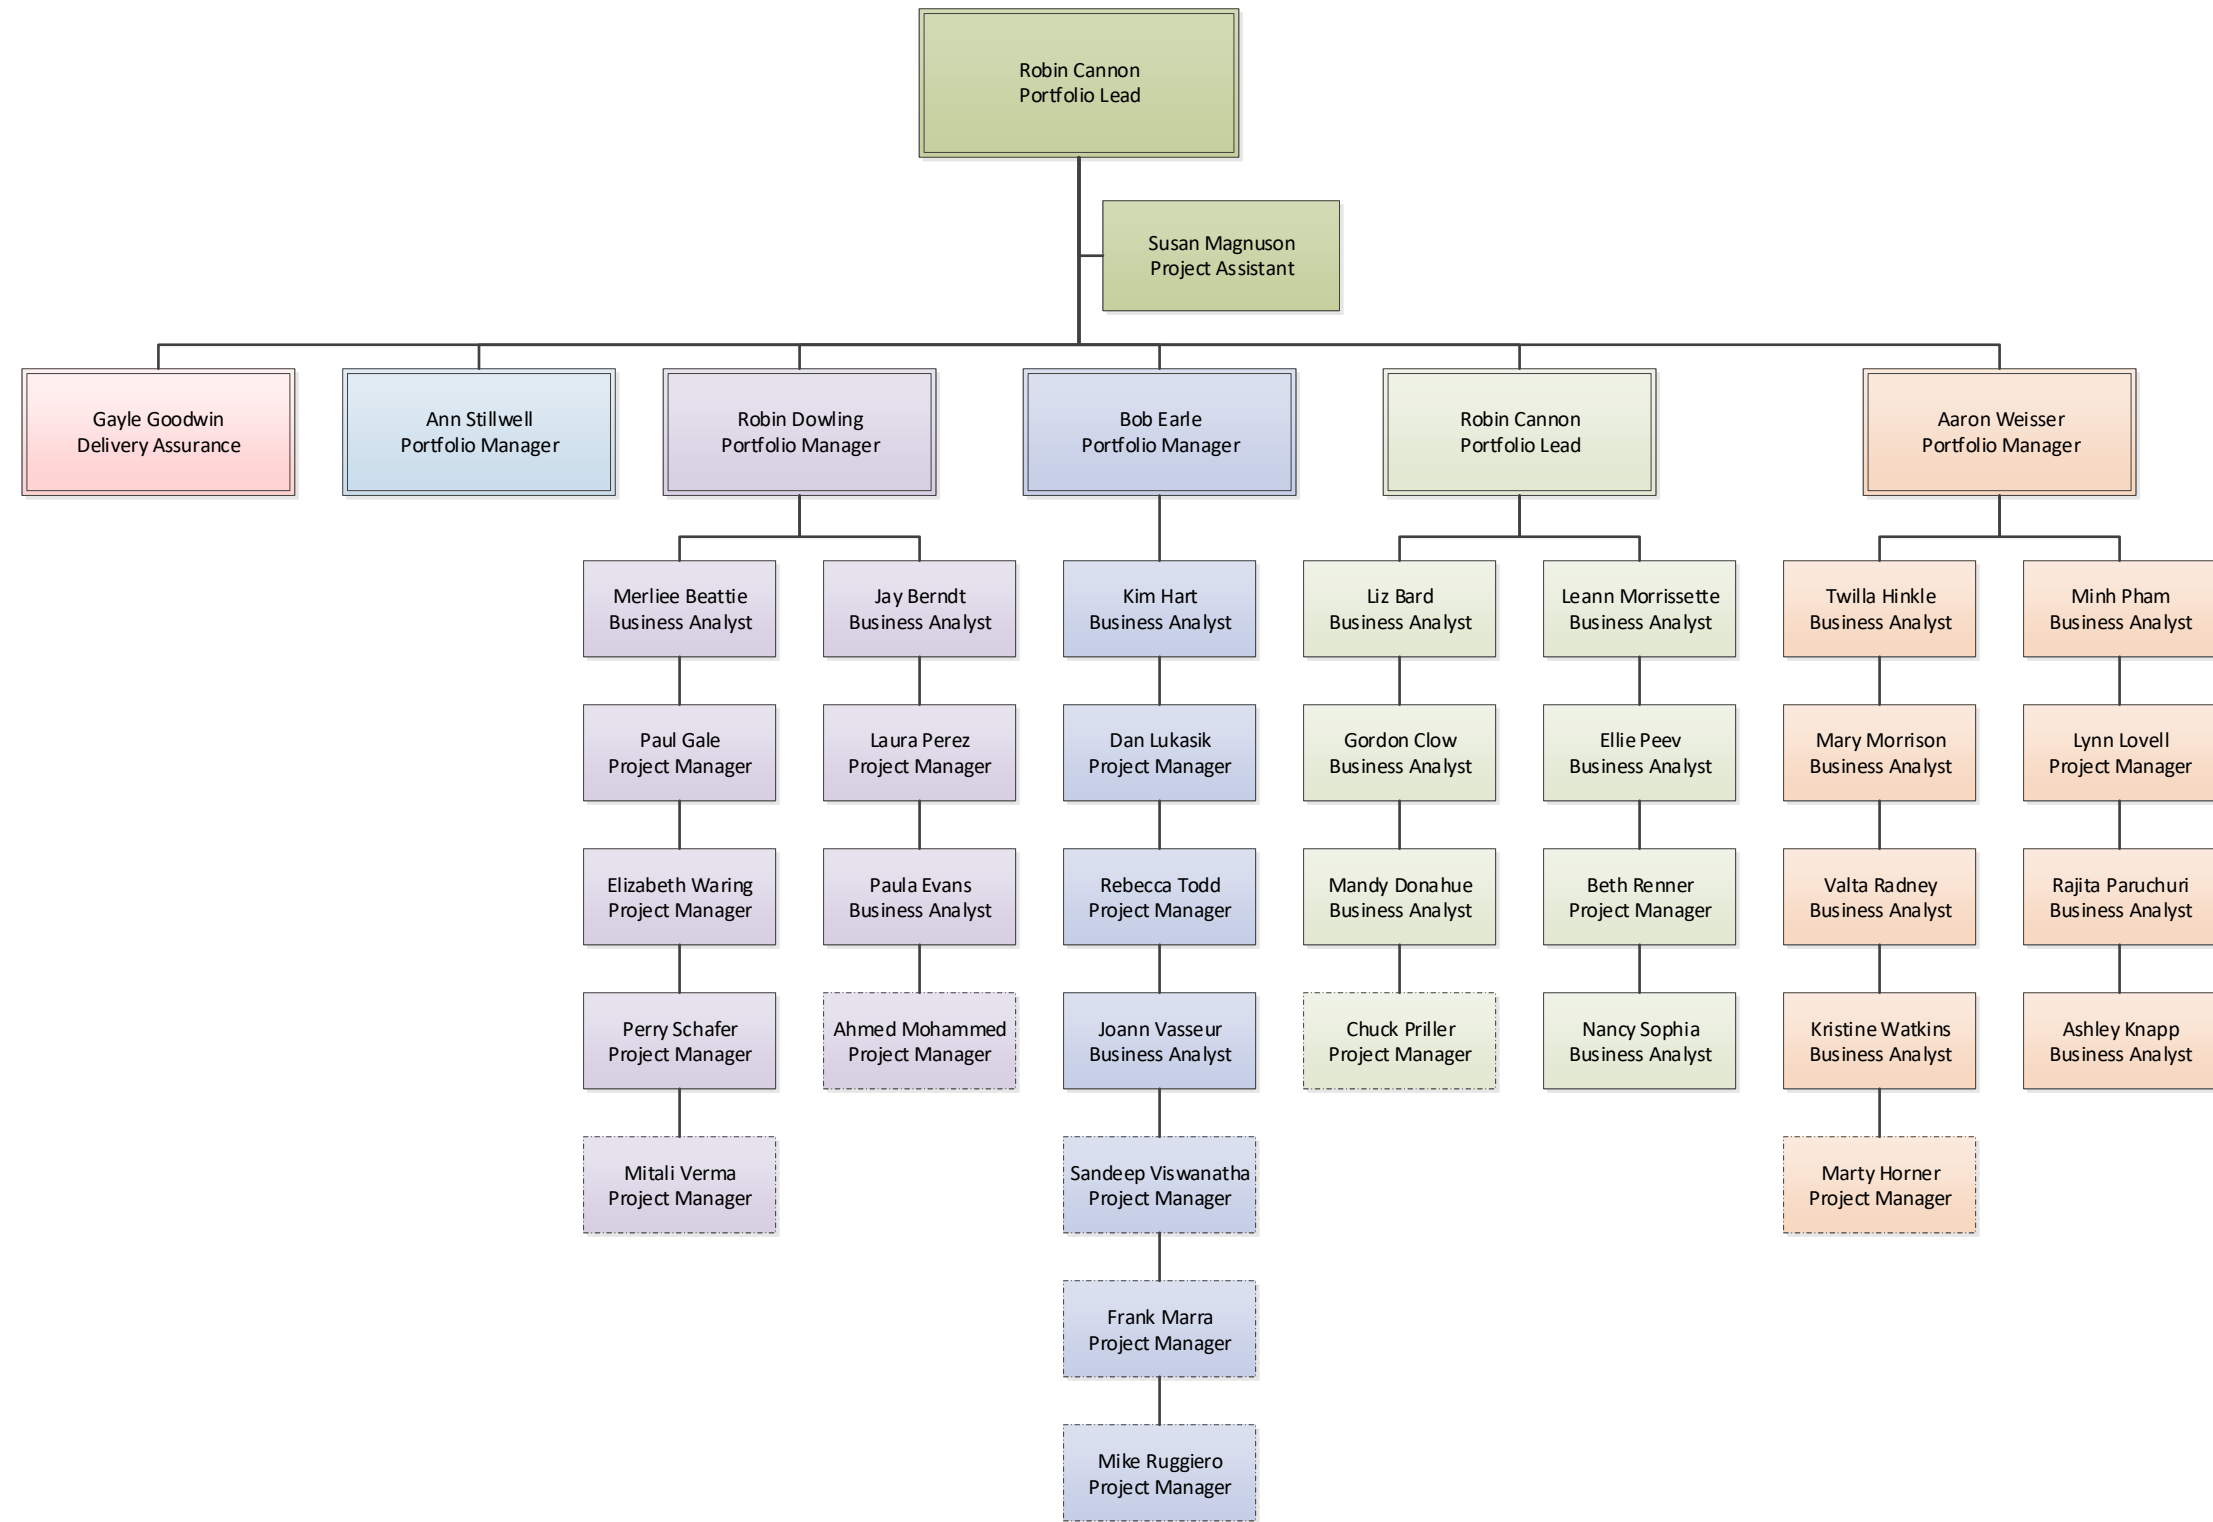 Robin Cannon
Portfolio Lead
Susan Magnuson
Project Assistant
Gayle Goodwin
Delivery Assurance
Ann Stillwell
Portfolio Manager
Robin Dowling
Portfolio Manager
Bob Earle
Portfolio Manager
Robin Cannon
Portfolio Lead
Aaron Weisser
Portfolio Manager
Merliee Beattie
Business Analyst
Jay Berndt
Business Analyst
Kim Hart
Business Analyst
Liz Bard
Business Analyst
Leann Morrissette
Business Analyst
Twilla Hinkle
Business Analyst
Minh Pham
Business Analyst
Paul Gale
Project Manager
Laura Perez
Project Manager
Dan Lukasik
Project Manager
Gordon Clow
Business Analyst
Ellie Peev
Business Analyst
Mary Morrison
Business Analyst
Lynn Lovell
Project Manager
Elizabeth Waring
Project Manager
Paula Evans
Business Analyst
Rebecca Todd
Project Manager
Mandy Donahue
Business Analyst
Beth Renner
Project Manager
Valta Radney
Business Analyst
Rajita Paruchuri
Business Analyst
Perry Schafer
Project Manager
Ahmed Mohammed
Project Manager
Joann Vasseur
Business Analyst
Chuck Priller
Project Manager
Nancy Sophia
Business Analyst
Kristine Watkins
Business Analyst
Ashley Knapp
Business Analyst
Mitali Verma
Project Manager
Sandeep Viswanatha
Project Manager
Marty Horner
Project Manager
Frank Marra
Project Manager
Mike Ruggiero
Project Manager